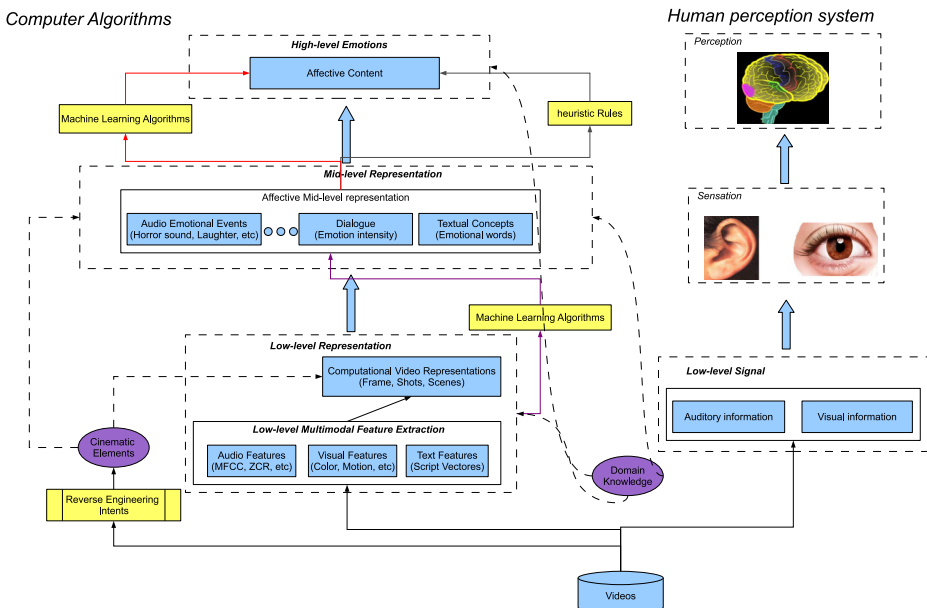 Computer Algorithms
Human perception system
High-level Emotions
Affective Content
Perception
Machine Learning Algorithms
heuristic Rules
Mid-level Representation
Affective Mid-level representation
Audio Emotional Events
(Horror sound, Laughter, etc)
Dialogue
(Emotion intensity)
Textual Concepts
(Emotional words)
Sensation
Machine Learning Algorithms
Low-level Representation
Computational Video Representations
(Frame, Shots, Scenes)
Low-level Signal
Auditory information
Visual information
Low-level Multimodal Feature Extraction
Audio Features
(MFCC, ZCR, etc)
Visual Features
(Color, Motion, etc)
Text Features
(Script Vectores)
Cinematic
Elements
Domain
Knowledge
Reverse Engineering
Intents
Videos